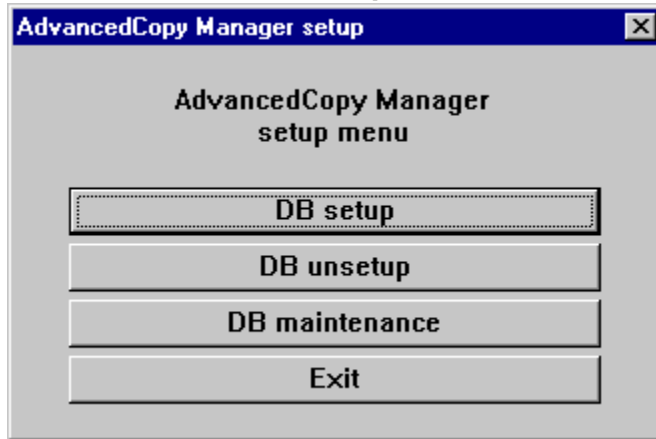 AdvancedCopy Manager setup
AdvancedCopy Manager
setup menu
DB setup
DB unsetup
DB maintenance
Exit